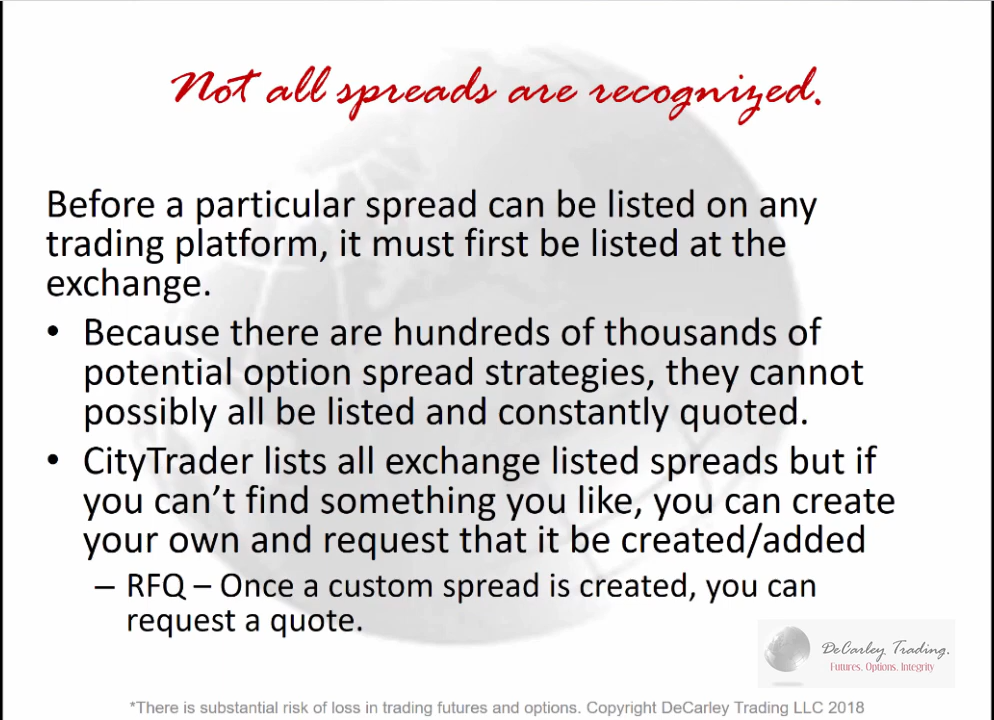 Not all spreads are recognized.
Before a particular spread can be listed on any
trading platform, it must first be listed at the
exchange.
• Because there are hundreds of thousands of
potential option spread strategies, they cannot
possibly all be listed and constantly quoted.
• CityTrader lists all exchange listed spreads but if
you can’t find something you like, you can create
your own and request that it be created/added
– RFQ – Once a custom spread is created, you can
request a quote.
DeCarley Trading.
Futures. Options. Integrity
*There is substantial risk of loss in trading futures and options. Copyright DeCarley Trading LLC 2018